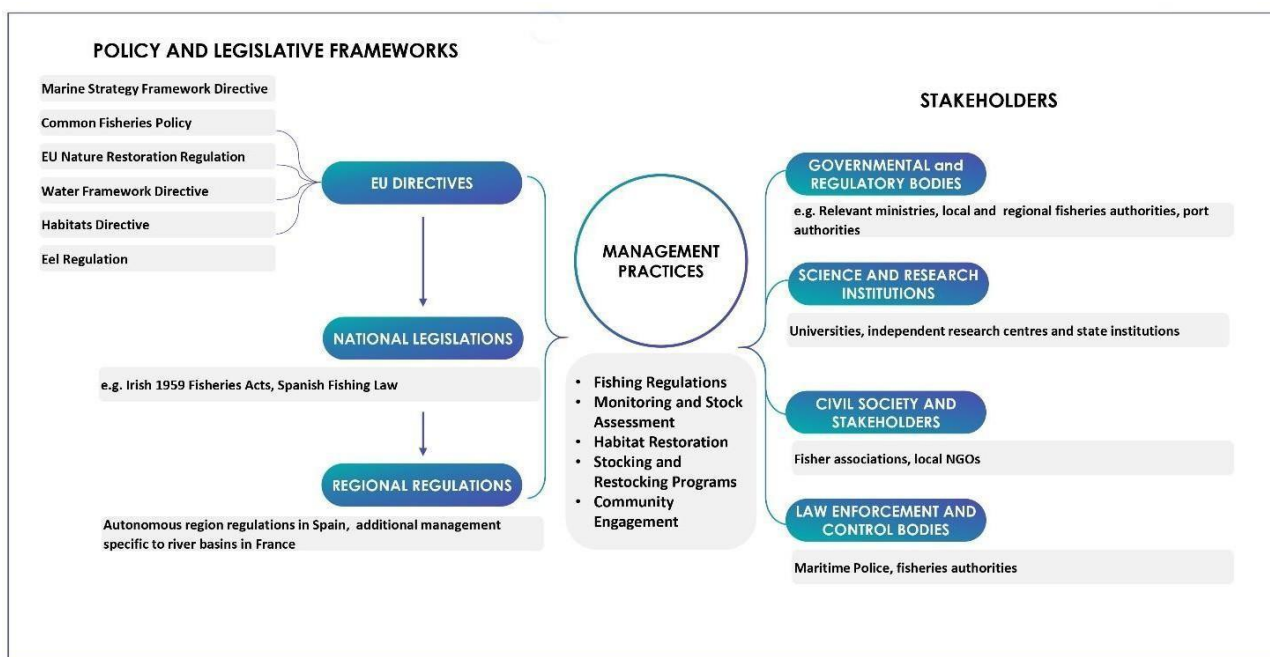 POLICY AND LEGISLATIVE FRAMEWORKS
Marine Strategy Framework Directive
Common Fisheries Policy
EU Nature Restoration Regulation
Water Framework Directive
Habitats Directive
Eel Regulation
EU DIRECTIVES
NATIONAL LEGISLATIONS
e.g. Irish 1959 Fisheries Acts, Spanish Fishing Law
REGIONAL REGULATIONS
Autonomous region regulations in Spain, additional management
specific to river basins in France
MANAGEMENT
PRACTICES
• Fishing Regulations
• Monitoring and Stock
Assessment
• Habitat Restoration
• Stocking and
Restocking Programs
• Community
Engagement
STAKEHOLDERS
GOVERNMENTAL and
REGULATORY BODIES
e.g. Relevant ministries, local and regional fisheries authorities, port
authorities
SCIENCE AND RESEARCH
INSTITUTIONS
Universities, independent research centres and state institutions
CIVIL SOCIETY AND
STAKEHOLDERS
Fisher associations, local NGOs
LAW ENFORCEMENT AND
CONTROL BODIES
Maritime Police, fisheries authorities